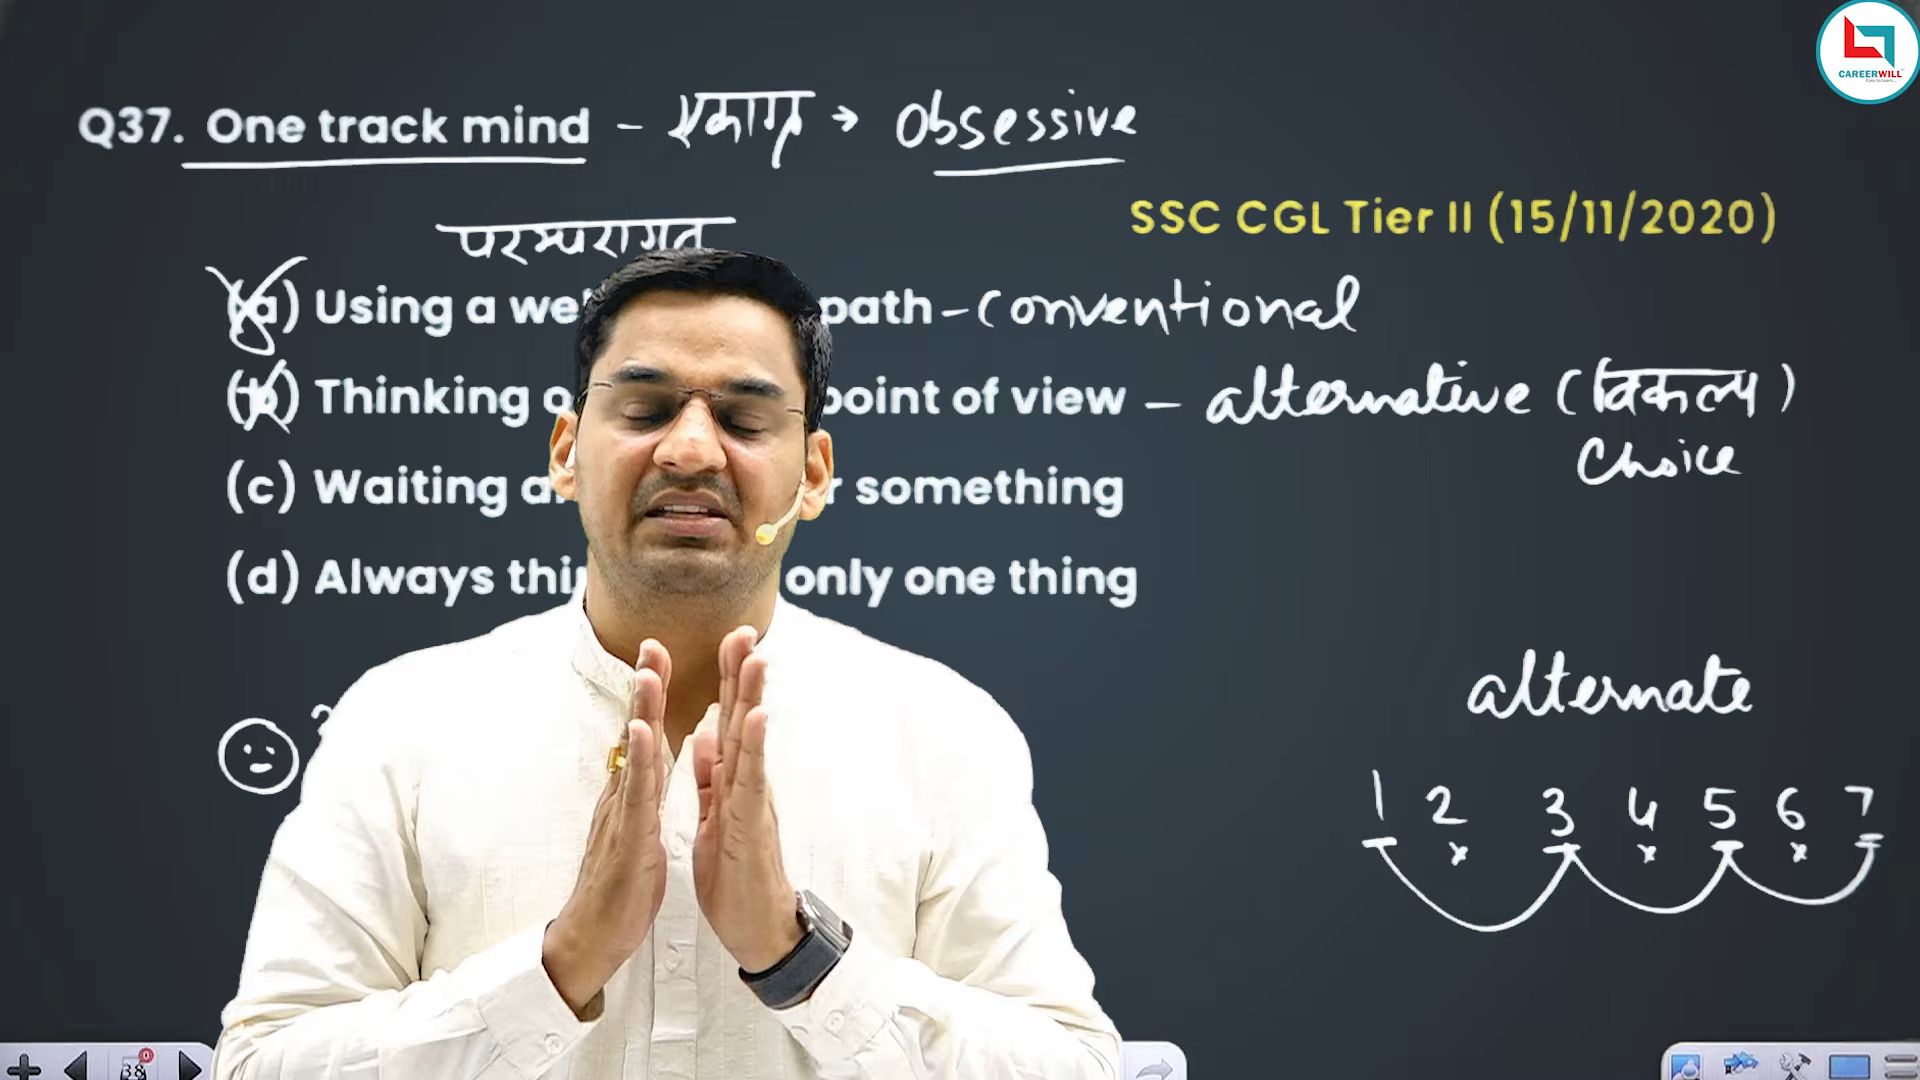 CAREERWILL
Q37. One track mind – एकाग्र → Obsessive
SSC CGL Tier II (15/11/2020)
परम्परागत
(a) Using a path – Conventional
(b) Thinking point of view – alternative (विकल्प)
Choice
(c) Waiting something
(d) Always only one thing
alternate
1 2 3 4 5 6 7
x x x
38